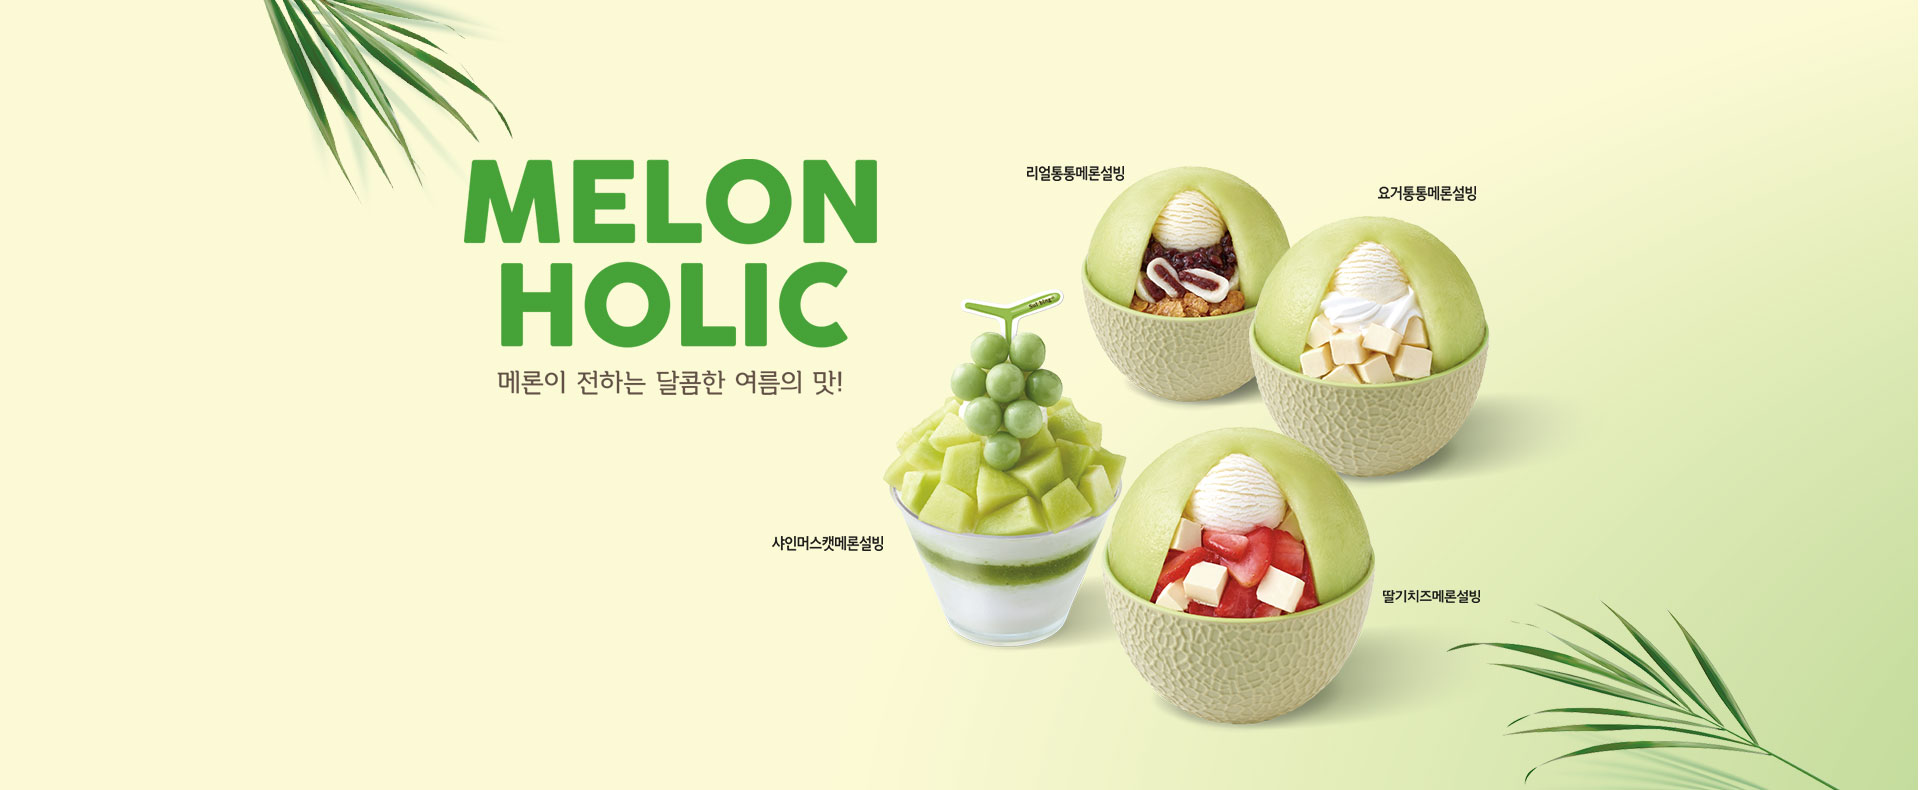 MELON
HOLIC
메론이 전하는 달콤한 여름의 맛!
리얼통통메론설빙
요거통통메론설빙
Sul bing
샤인머스캣메론설빙
딸기치즈메론설빙